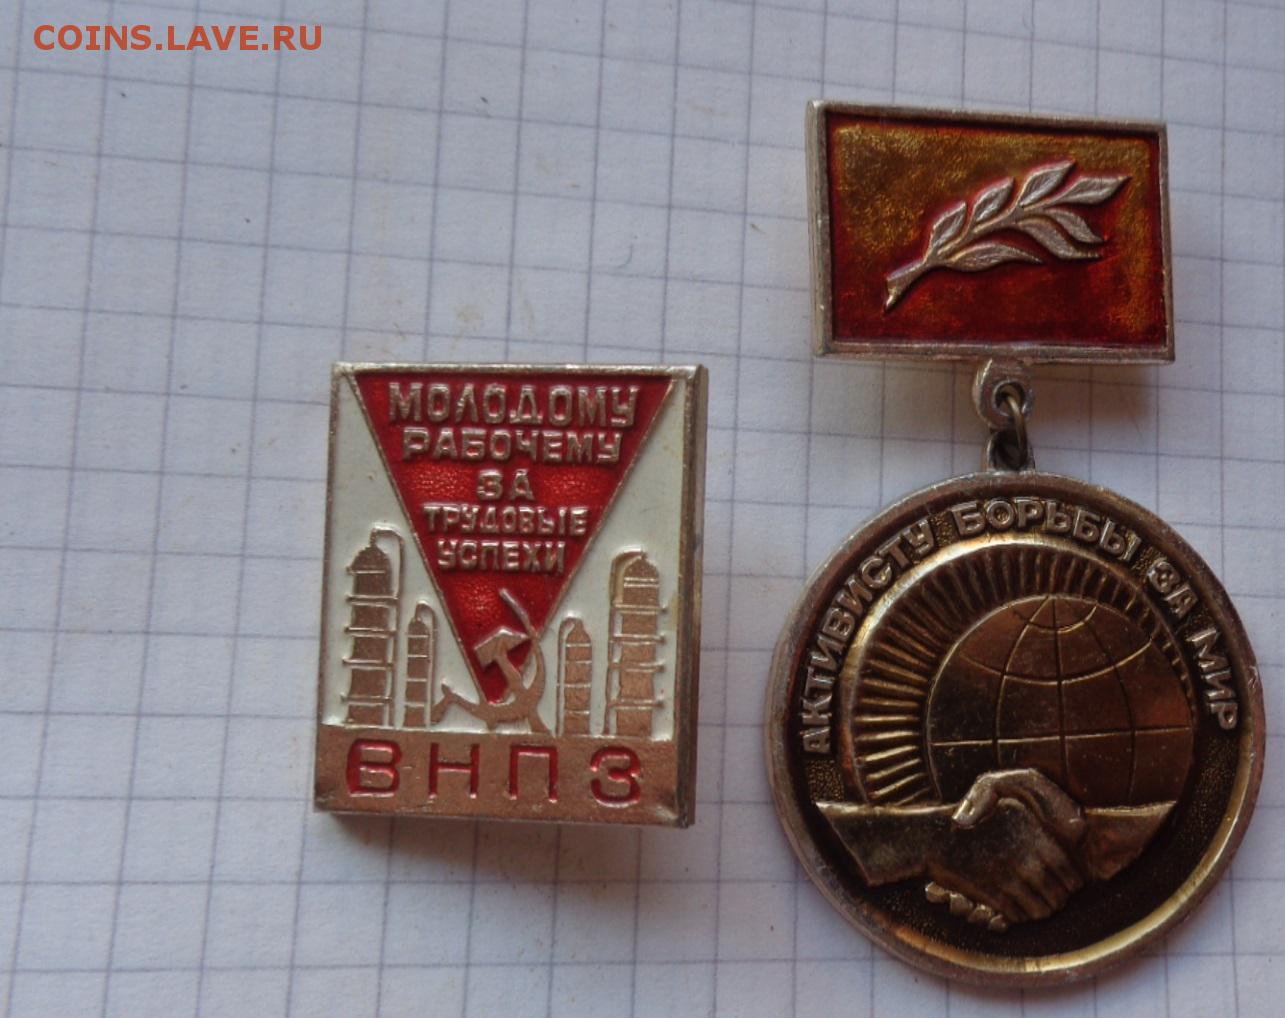 COINS.LAVE.RU
МОЛОДОМУ
РАБОЧЕМУ
ЗА
ТРУДОВЫЕ
УСПЕХИ
ВНПЗ
АКТИВИСТУ БОРЬБЫ ЗА МИР